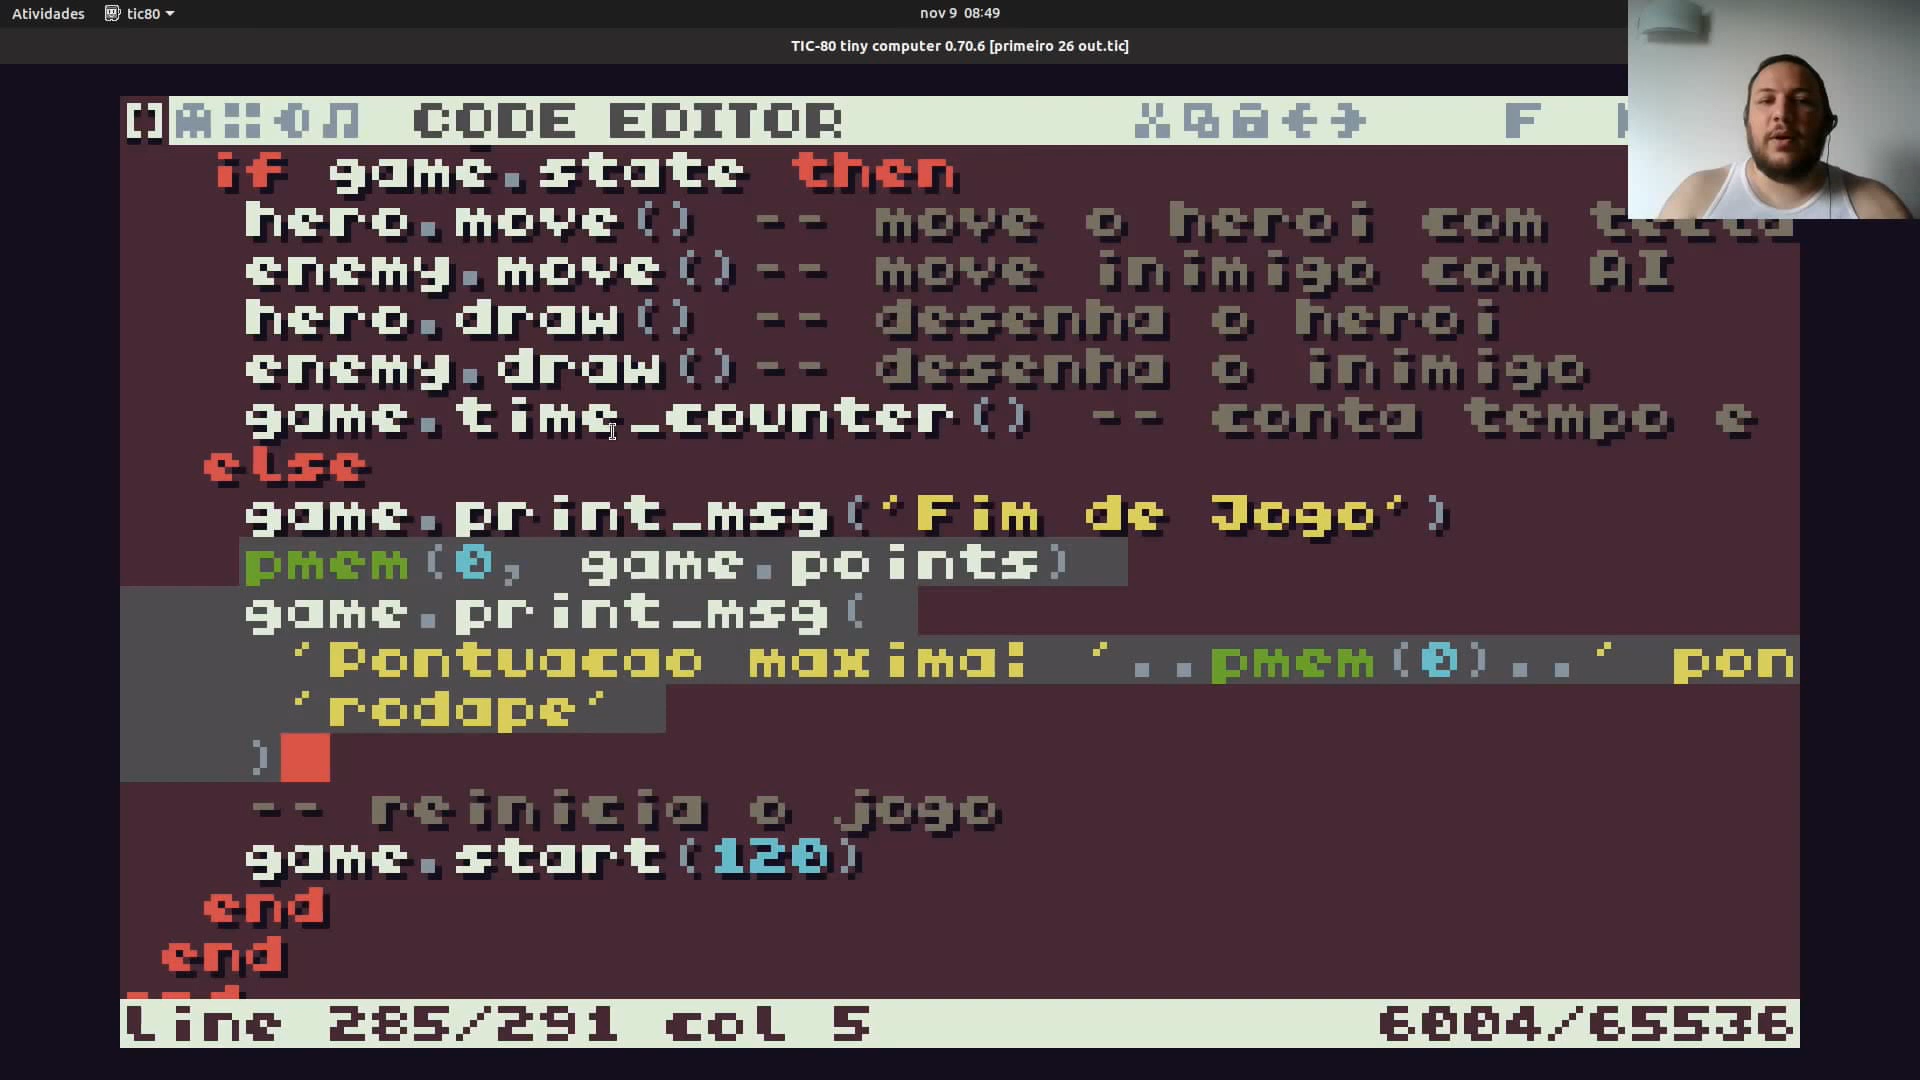 Atividades tic80 nov 9 08:49
TIC-80 tiny computer 0.70.6 [primeiro 26 out.tic]
CODE EDITOR F
if game.state then
hero.move() -- move o heroi com tecla
enemy.move()-- move inimigo com AI
hero.draw() -- desenha o heroi
enemy.draw()-- desenha o inimigo
game.time_counter() -- conta tempo e
else
game.print_msg('Fim de Jogo')
pmem(0, game.points)
game.print_msg(
'Pontuacao maxima: '..pmem(0)..' pon
'rodape'
)
-- reinicia o jogo
game.start(120)
end
end
end
line 285/291 col 5 6004/65536